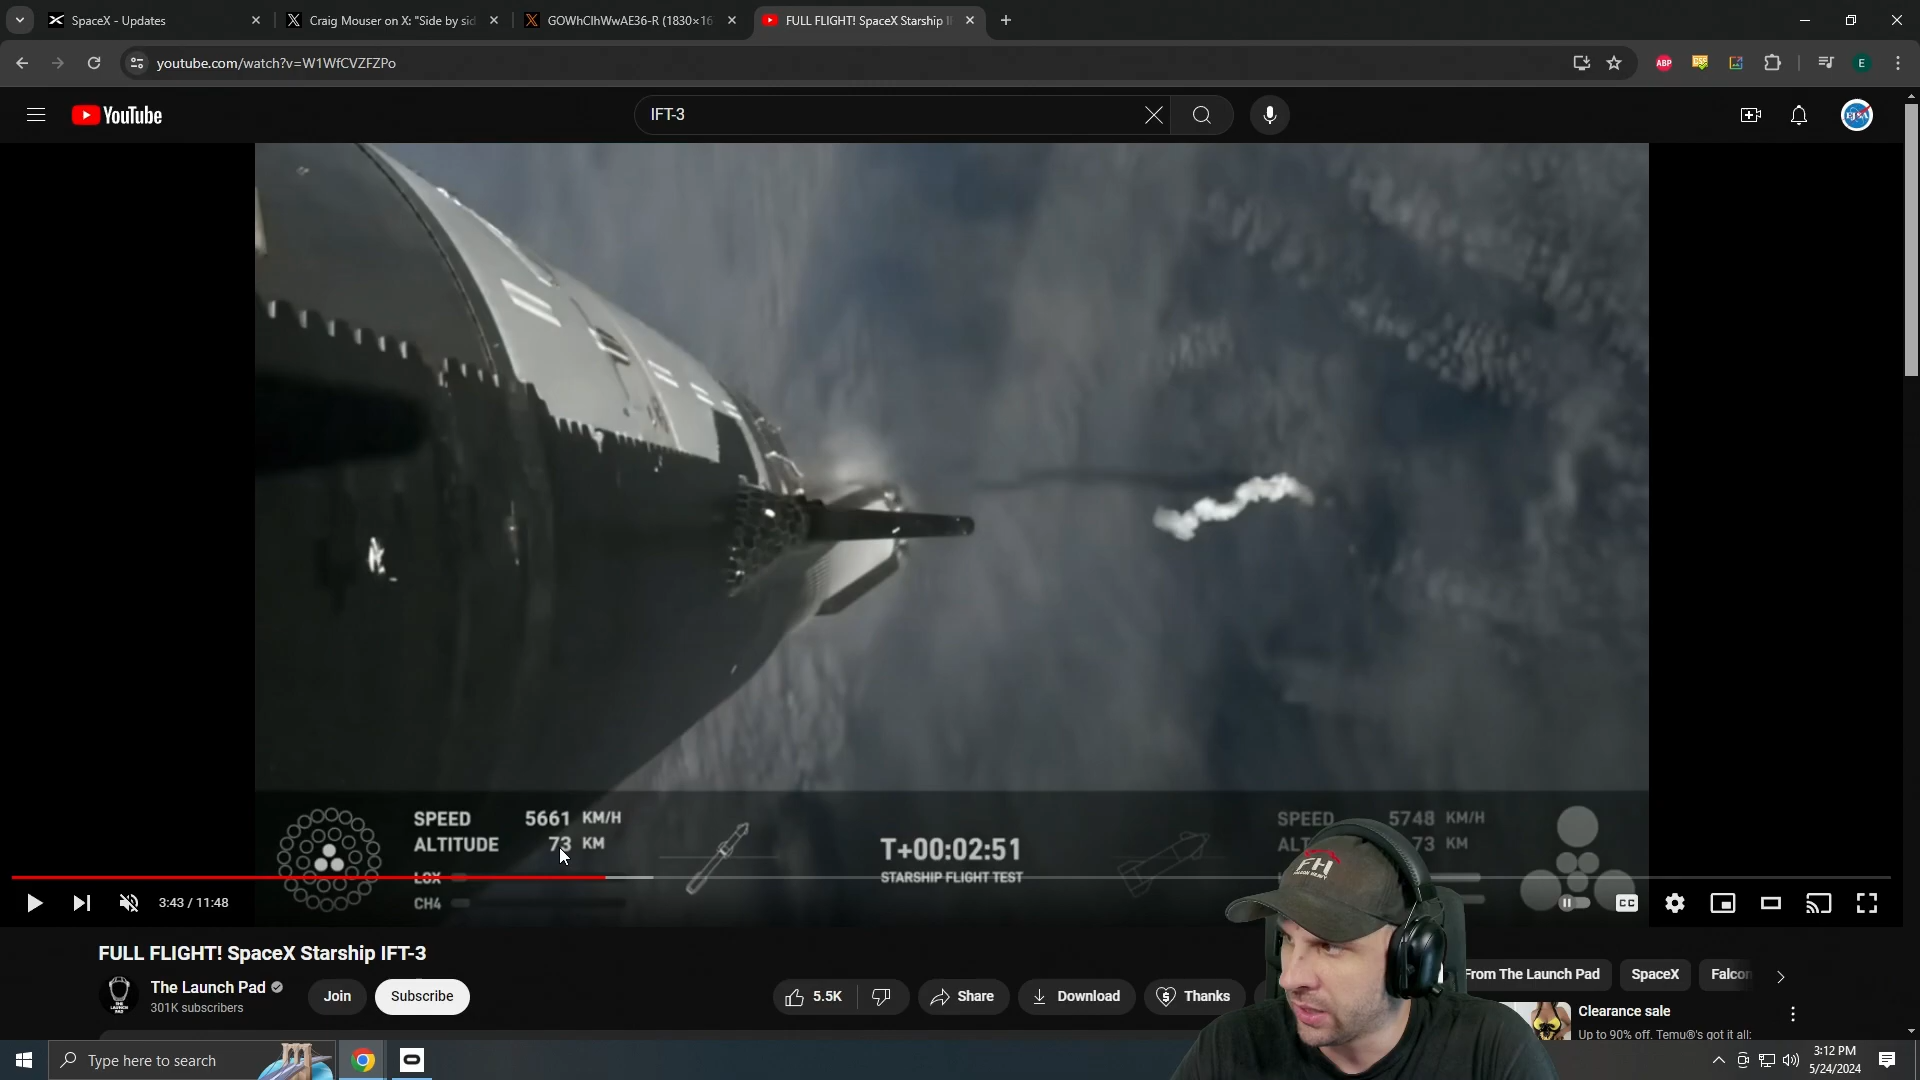 SpaceX - Updates
Craig Mouser on X: "Side by sid
GOWhClhWwAE36-R (1830×16
FULL FLIGHT! SpaceX Starship I
youtube.com/watch?v=W1WfCVZFZPo
ABP
E
YouTube
IFT-3
SPEED 5661 KM/H
ALTITUDE 73 KM
LOX
CH4
T+00:02:51
STARSHIP FLIGHT TEST
SPEED 5748 KM/H
73 KM
3:43 / 11:48
CC
FH
FULL FLIGHT! SpaceX Starship IFT-3
The Launch Pad
301K subscribers
Join
Subscribe
5.5K
Share
Download
Thanks
From The Launch Pad
SpaceX
Falcon
Clearance sale
Up to 90% off. Temu®'s got it all:
Type here to search
3:12 PM
5/24/2024